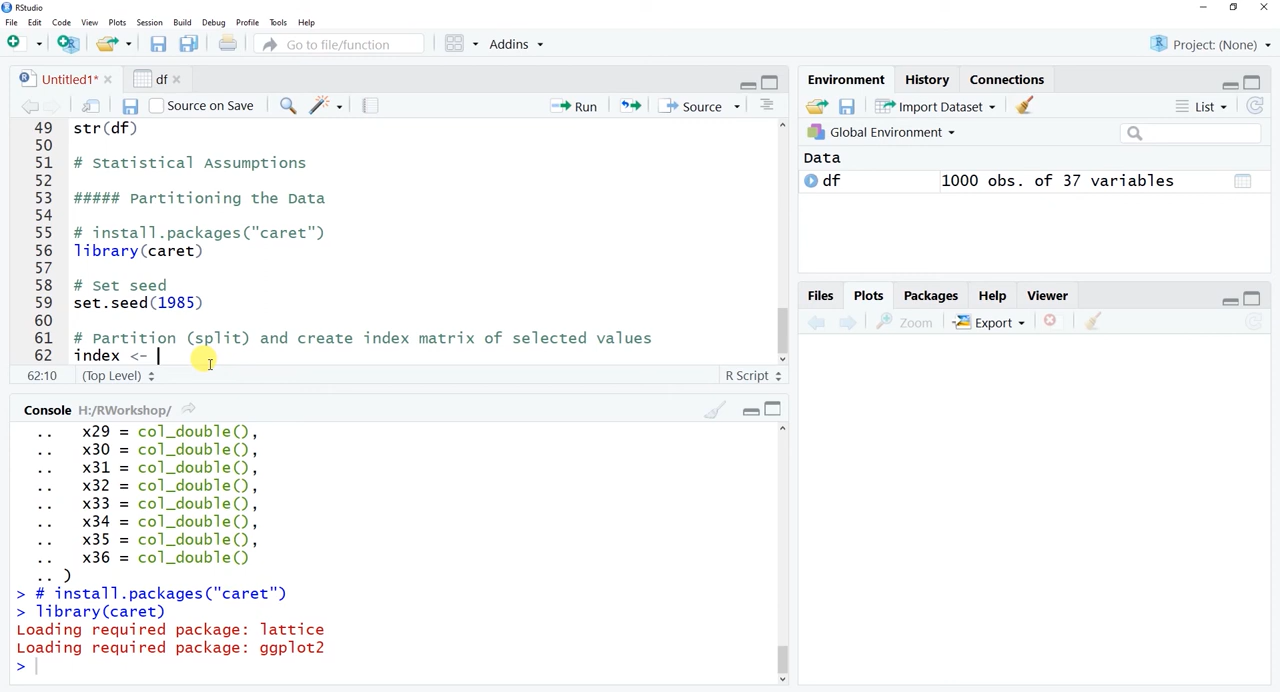 RStudio
File Edit Code View Plots Session Build Debug Profile Tools Help
Go to file/function Addins Project: (None)
Untitled1* df
Source on Save Run Source
49 str(df)
50
51 # Statistical Assumptions
52
53 ##### Partitioning the Data
54
55 # install.packages("caret")
56 library(caret)
57
58 # Set seed
59 set.seed(1985)
60
61 # Partition (split) and create index matrix of selected values
62 index <-
62:10 (Top Level) R Script
Console H:/RWorkshop/
.. x29 = col_double(),
.. x30 = col_double(),
.. x31 = col_double(),
.. x32 = col_double(),
.. x33 = col_double(),
.. x34 = col_double(),
.. x35 = col_double(),
.. x36 = col_double()
.. )
> # install.packages("caret")
> library(caret)
Loading required package: lattice
Loading required package: ggplot2
>
Environment History Connections
Import Dataset List
Global Environment
Data
df 1000 obs. of 37 variables
Files Plots Packages Help Viewer
Zoom Export